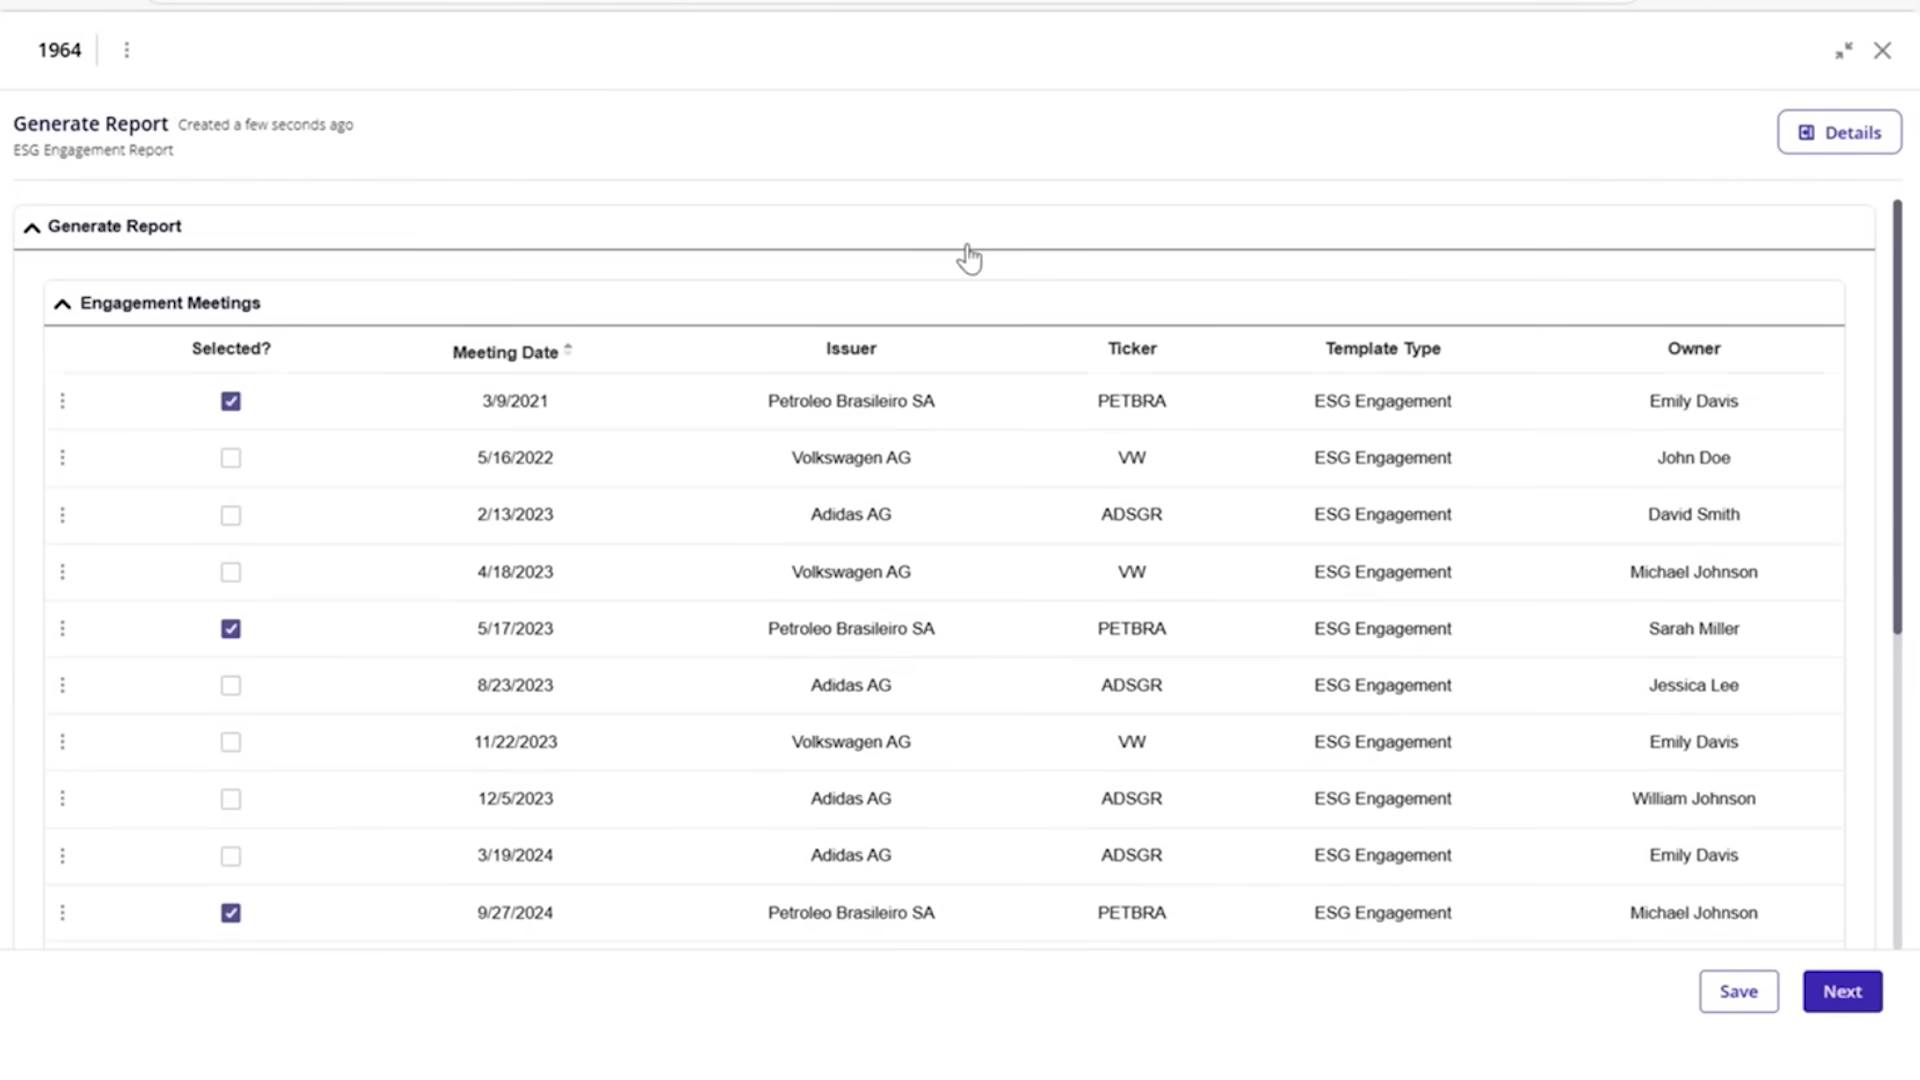 1964
Generate Report Created a few seconds ago
ESG Engagement Report
Details
Generate Report
Engagement Meetings
Selected? Meeting Date Issuer Ticker Template Type Owner
3/9/2021 Petroleo Brasileiro SA PETBRA ESG Engagement Emily Davis
5/16/2022 Volkswagen AG VW ESG Engagement John Doe
2/13/2023 Adidas AG ADSGR ESG Engagement David Smith
4/18/2023 Volkswagen AG VW ESG Engagement Michael Johnson
5/17/2023 Petroleo Brasileiro SA PETBRA ESG Engagement Sarah Miller
8/23/2023 Adidas AG ADSGR ESG Engagement Jessica Lee
11/22/2023 Volkswagen AG VW ESG Engagement Emily Davis
12/5/2023 Adidas AG ADSGR ESG Engagement William Johnson
3/19/2024 Adidas AG ADSGR ESG Engagement Emily Davis
9/27/2024 Petroleo Brasileiro SA PETBRA ESG Engagement Michael Johnson
Save Next